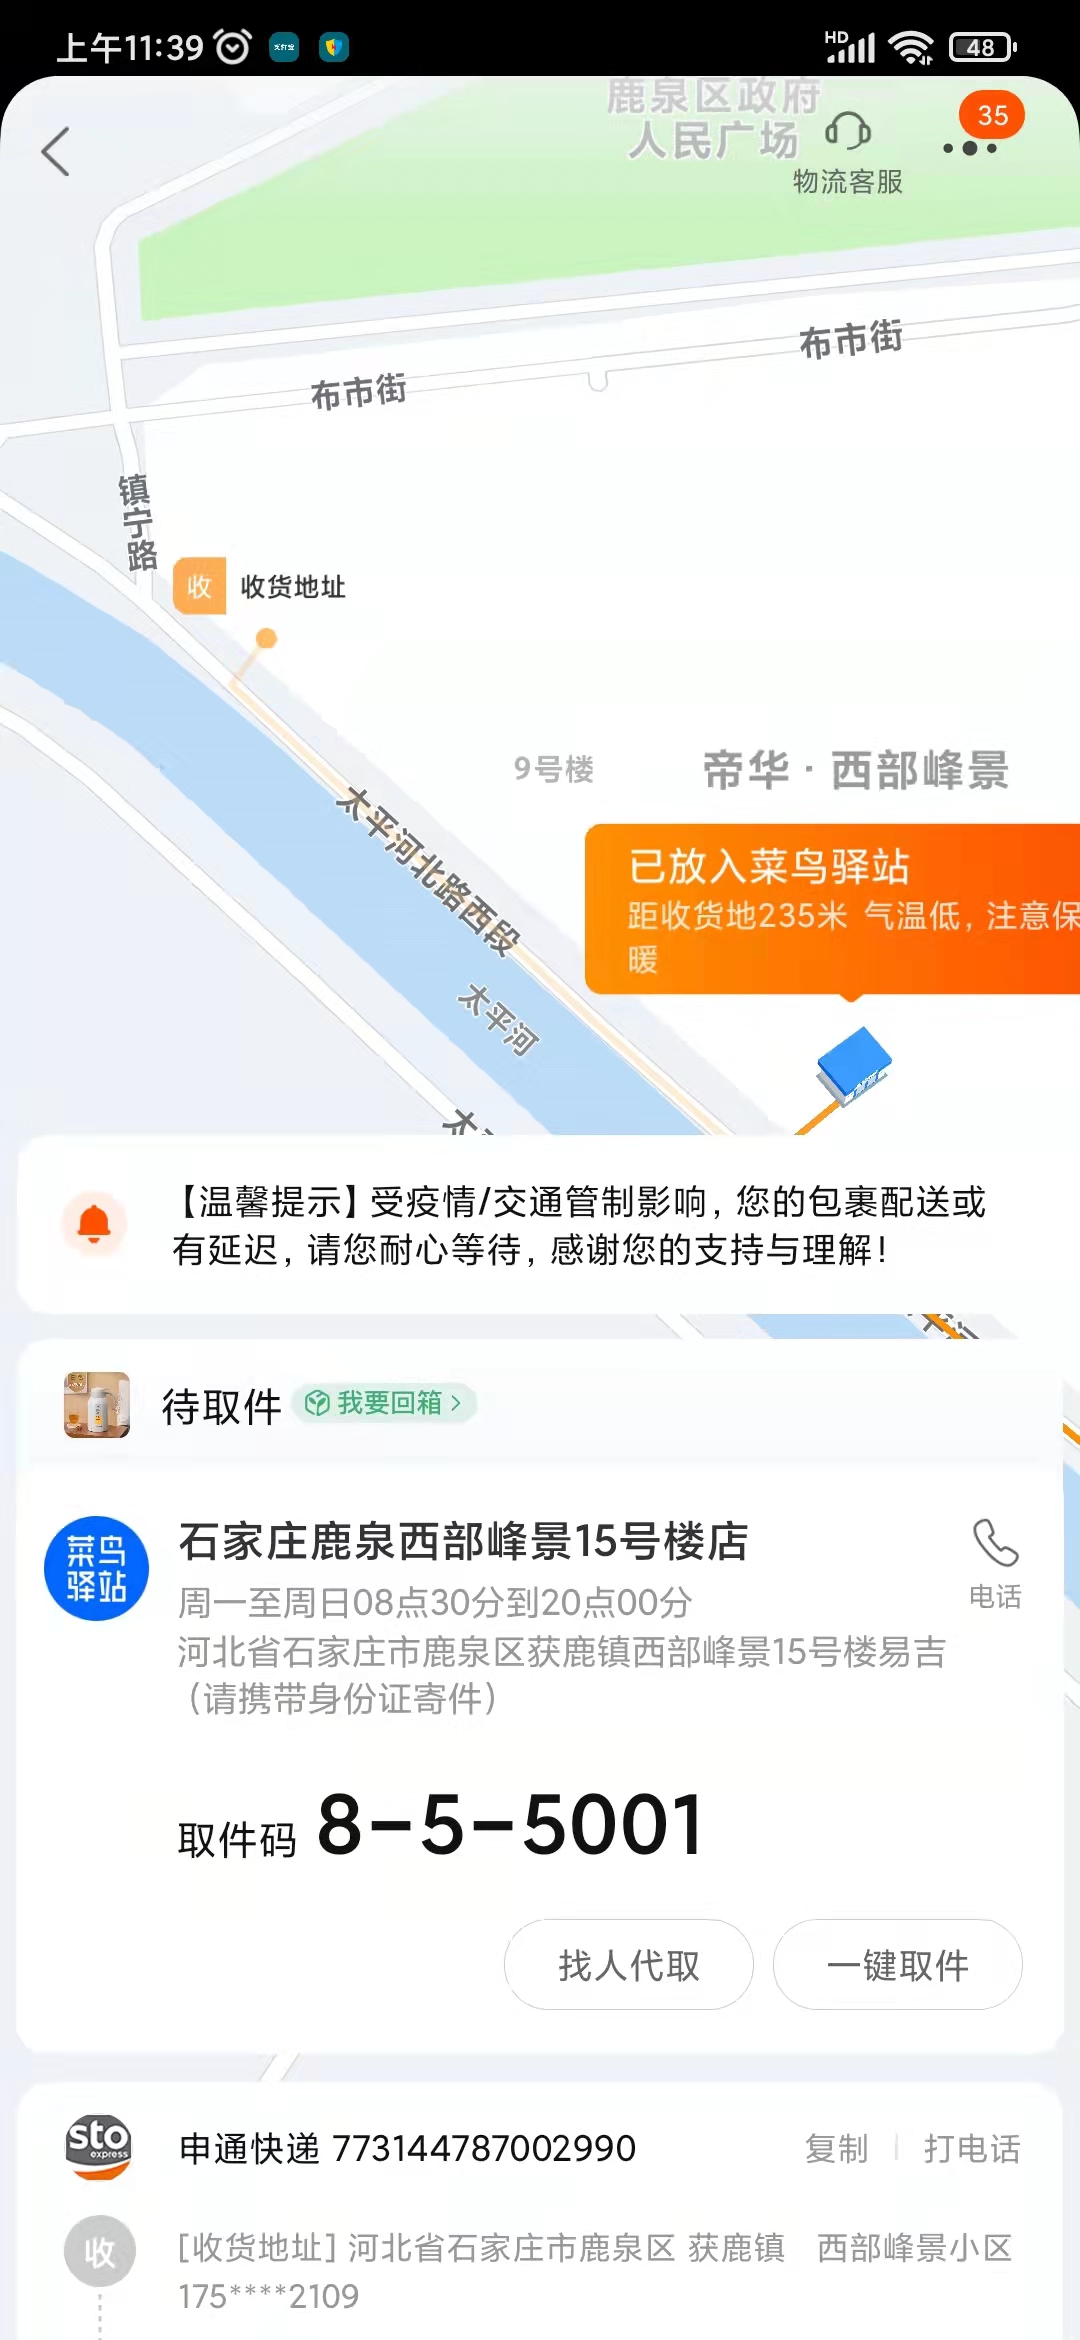 上午11:39
HD
48
鹿泉区政府
人民广场
35
物流客服
布市街
布市街
镇宁路
收 收货地址
9号楼
帝华·西部峰景
太平河北路西段
已放入菜鸟驿站
距收货地235米 气温低，注意保
暖
太平河
【温馨提示】受疫情/交通管制影响，您的包裹配送或
有延迟，请您耐心等待，感谢您的支持与理解！
待取件 我要回箱 >
菜鸟
驿站
石家庄鹿泉西部峰景15号楼店
周一至周日08点30分到20点00分
电话
河北省石家庄市鹿泉区获鹿镇西部峰景15号楼易吉
（请携带身份证寄件）
取件码 8-5-5001
找人代取 一键取件
sto
express
申通快递 773144787002990 复制 | 打电话
收
[收货地址] 河北省石家庄市鹿泉区 获鹿镇 西部峰景小区
175****2109